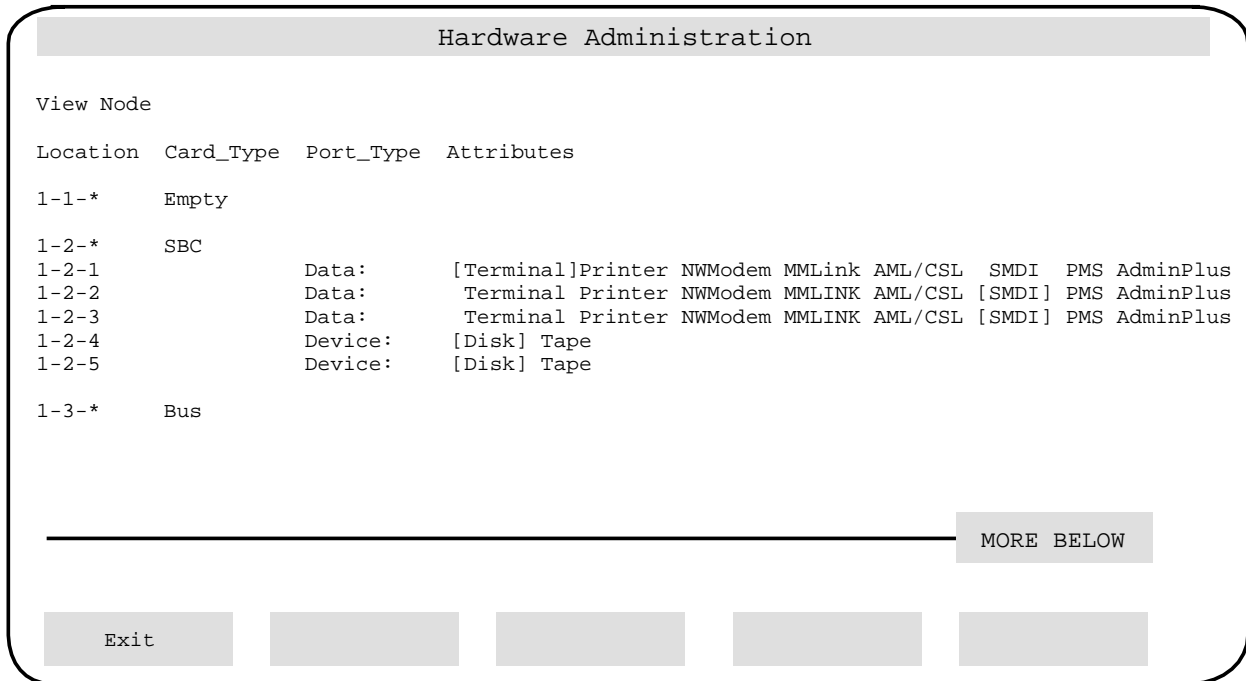 Hardware Administration
View Node
Location Card_Type Port_Type Attributes
1-1-* Empty
1-2-* SBC
1-2-1 Data: [Terminal]Printer NWModem MMLink AML/CSL SMDI PMS AdminPlus
1-2-2 Data: Terminal Printer NWModem MMLINK AML/CSL [SMDI] PMS AdminPlus
1-2-3 Data: Terminal Printer NWModem MMLINK AML/CSL [SMDI] PMS AdminPlus
1-2-4 Device: [Disk] Tape
1-2-5 Device: [Disk] Tape
1-3-* Bus
MORE BELOW
Exit